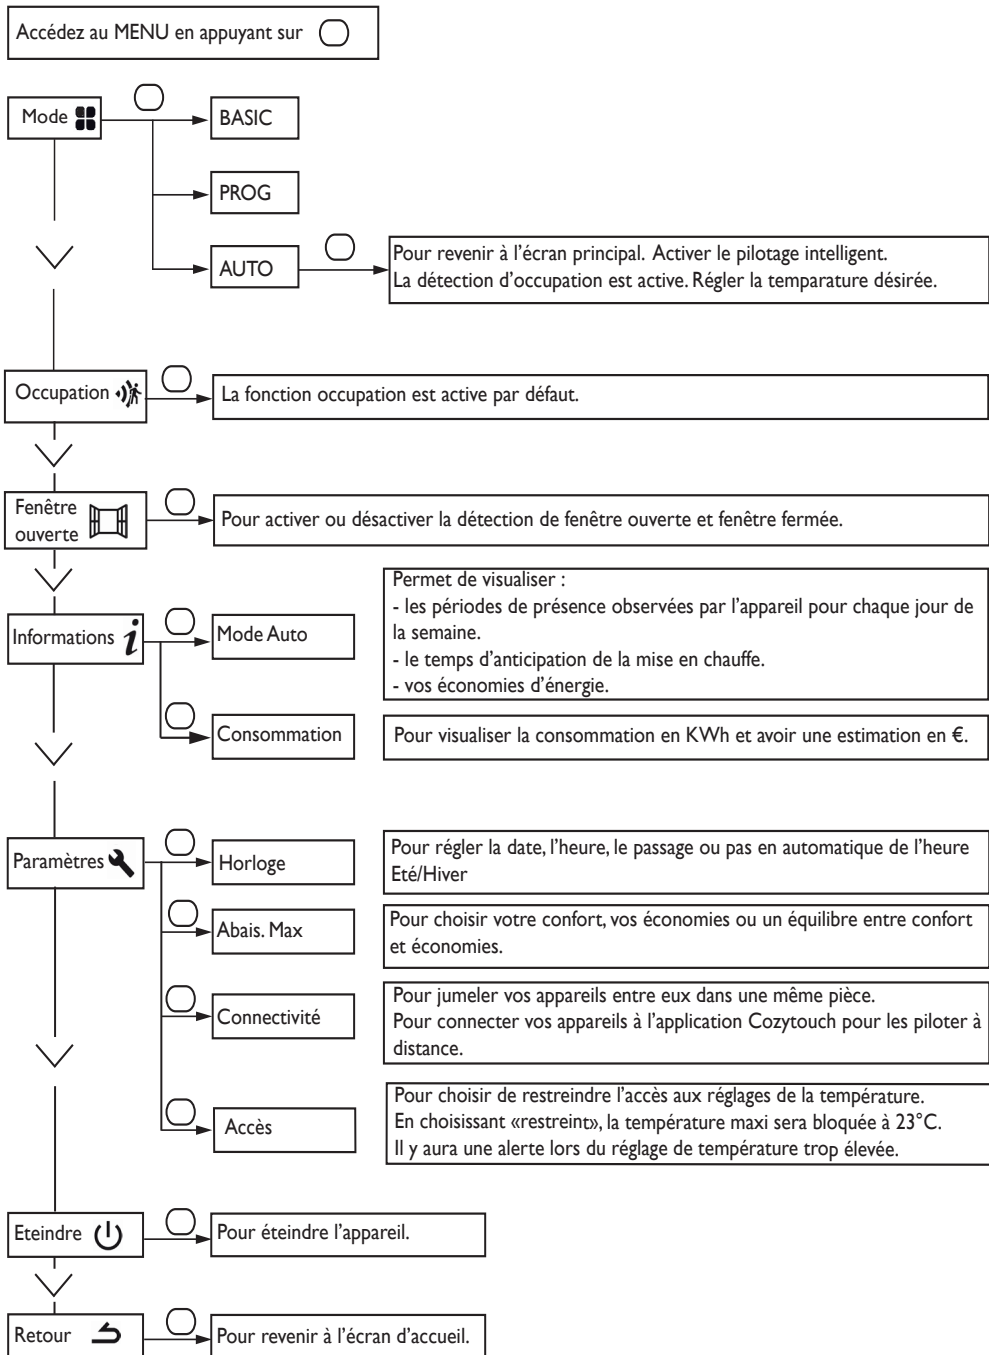 Accédez au MENU en appuyant sur
Mode
BASIC
PROG
AUTO
Pour revenir à l'écran principal. Activer le pilotage intelligent.
La détection d'occupation est active. Régler la temparature désirée.
Occupation
La fonction occupation est active par défaut.
Fenêtre
ouverte
Pour activer ou désactiver la détection de fenêtre ouverte et fenêtre fermée.
Informations i
Mode Auto
Permet de visualiser :
- les périodes de présence observées par l'appareil pour chaque jour de
la semaine.
- le temps d'anticipation de la mise en chauffe.
- vos économies d'énergie.
Consommation
Pour visualiser la consommation en KWh et avoir une estimation en €.
Paramètres
Horloge
Pour régler la date, l'heure, le passage ou pas en automatique de l'heure
Eté/Hiver
Abais. Max
Pour choisir votre confort, vos économies ou un équilibre entre confort
et économies.
Connectivité
Pour jumeler vos appareils entre eux dans une même pièce.
Pour connecter vos appareils à l'application Cozytouch pour les piloter à
distance.
Accès
Pour choisir de restreindre l'accès aux réglages de la température.
En choisissant «restreint», la température maxi sera bloquée à 23°C.
Il y aura une alerte lors du réglage de température trop élevée.
Eteindre
Pour éteindre l'appareil.
Retour
Pour revenir à l'écran d'accueil.